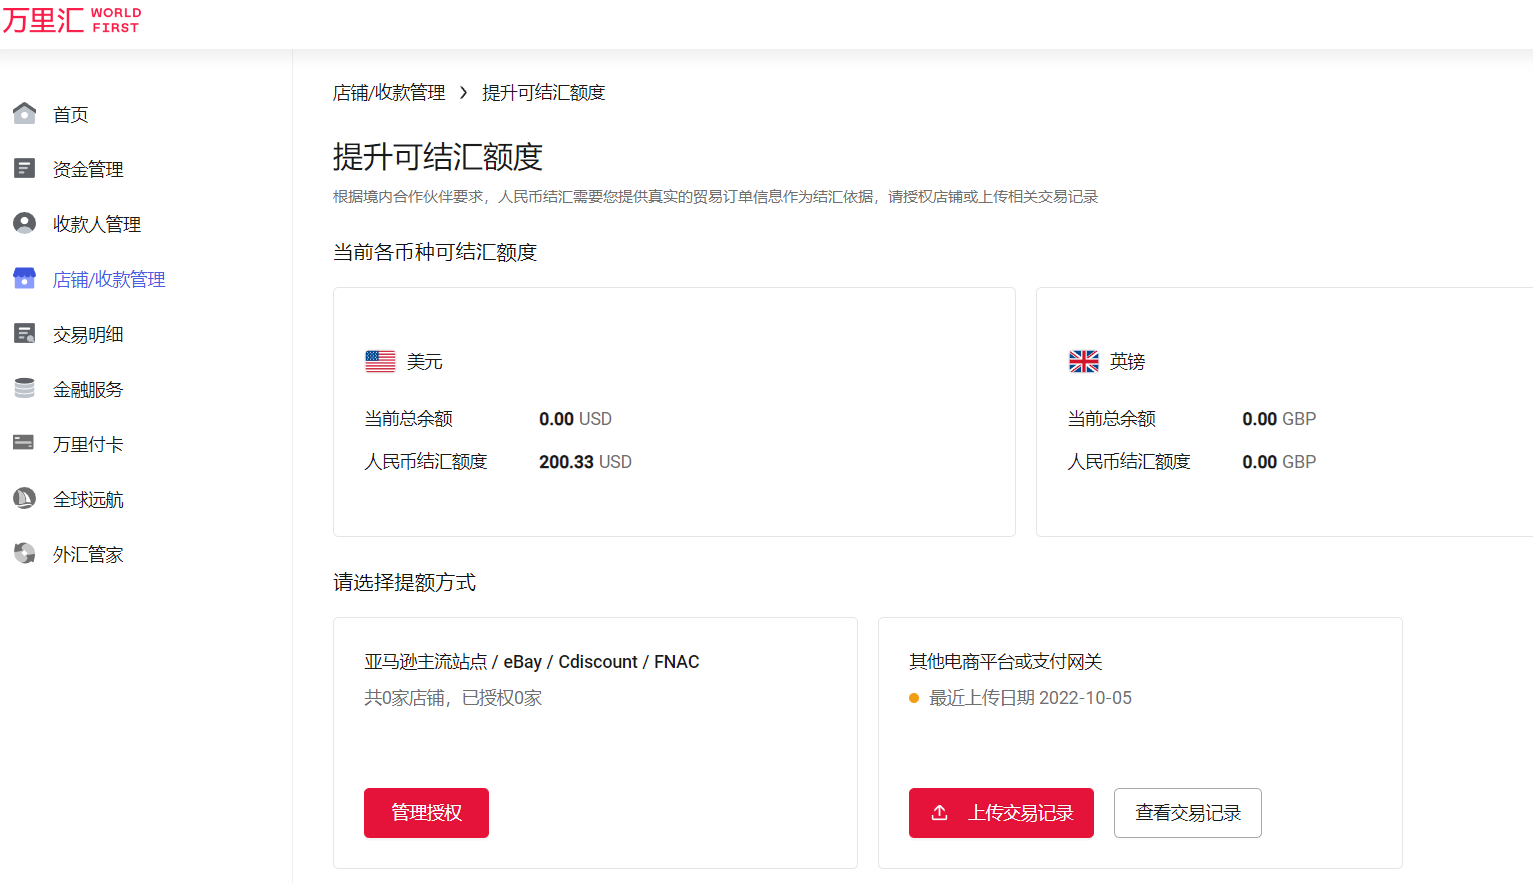 万里汇 WORLD FIRST
首页
资金管理
收款人管理
店铺/收款管理
交易明细
金融服务
万里付卡
全球远航
外汇管家
店铺/收款管理 > 提升可结汇额度
提升可结汇额度
根据境内合作伙伴要求，人民币结汇需要您提供真实的贸易订单信息作为结汇依据，请授权店铺或上传相关交易记录
当前各币种可结汇额度
美元
当前总余额 0.00 USD
人民币结汇额度 200.33 USD
英镑
当前总余额 0.00 GBP
人民币结汇额度 0.00 GBP
请选择提额方式
亚马逊主流站点 / eBay / Cdiscount / FNAC
共0家店铺，已授权0家
管理授权
其他电商平台或支付网关
最近上传日期 2022-10-05
上传交易记录
查看交易记录